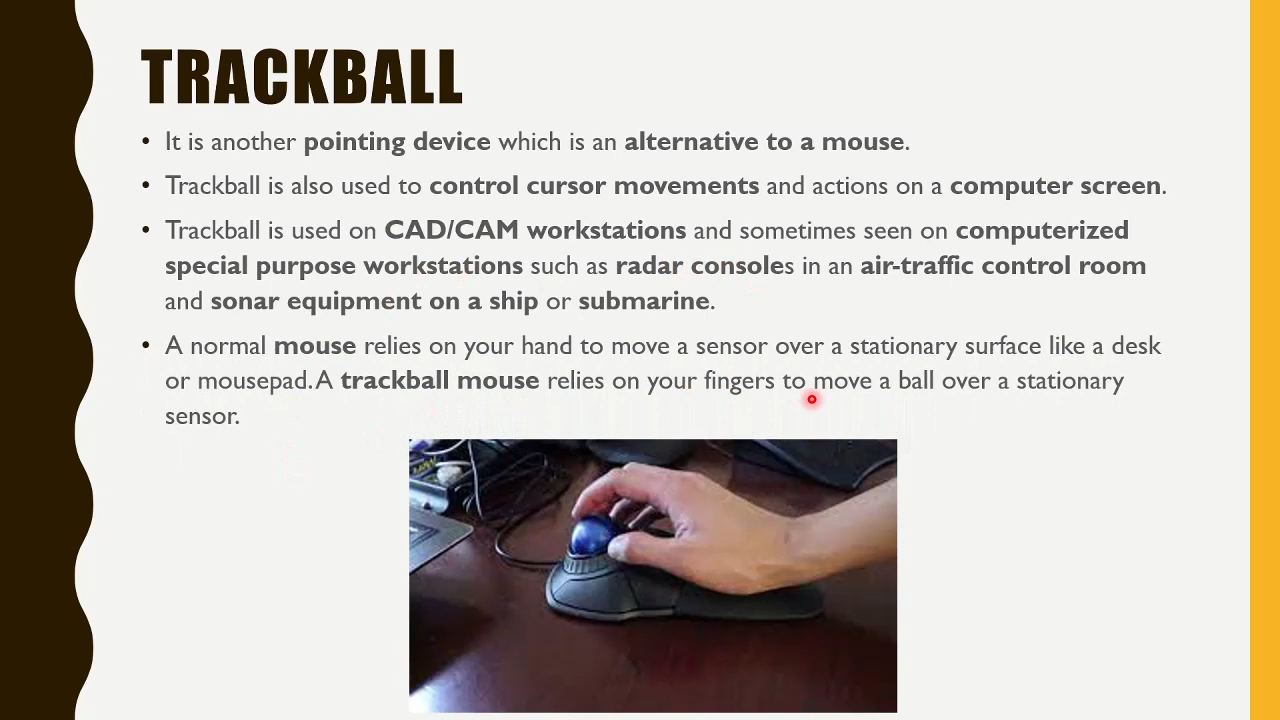 TRACKBALL
• It is another pointing device which is an alternative to a mouse.
• Trackball is also used to control cursor movements and actions on a computer screen.
• Trackball is used on CAD/CAM workstations and sometimes seen on computerized
special purpose workstations such as radar consoles in an air-traffic control room
and sonar equipment on a ship or submarine.
• A normal mouse relies on your hand to move a sensor over a stationary surface like a desk
or mousepad. A trackball mouse relies on your fingers to move a ball over a stationary
sensor.